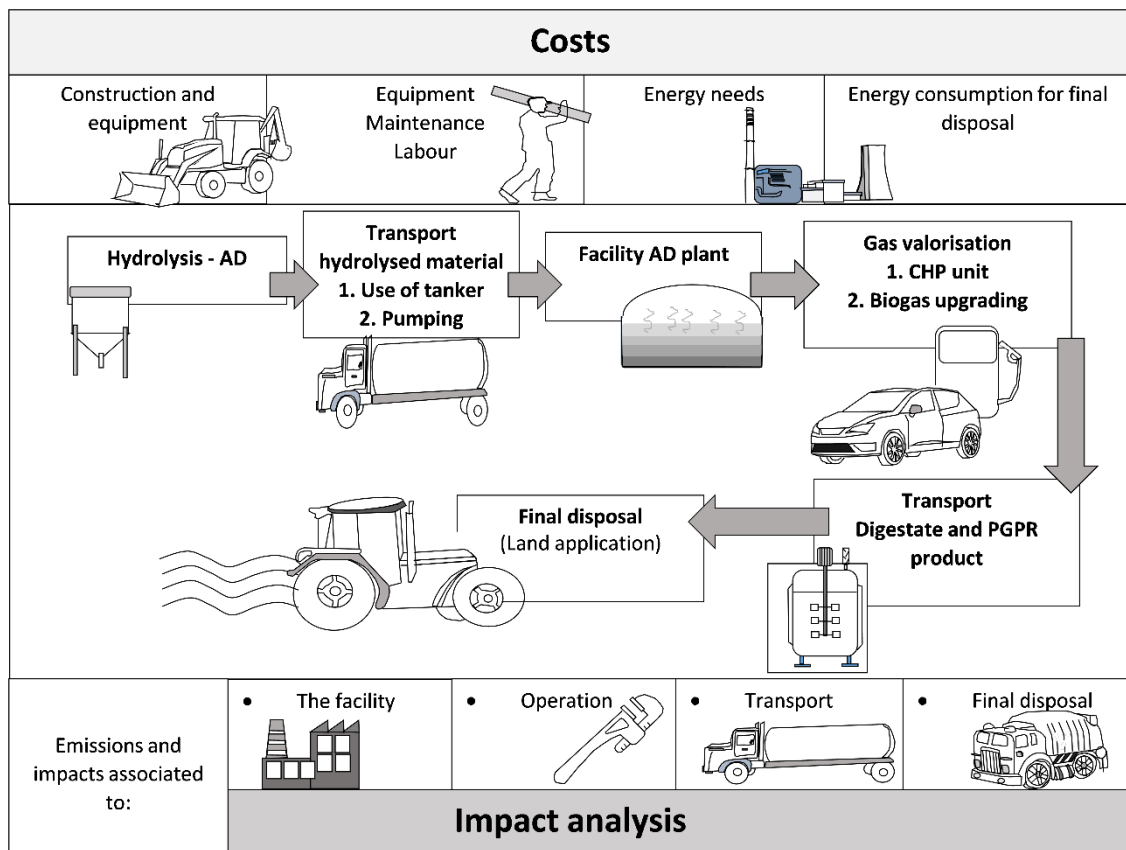 Costs
Construction and
equipment
Equipment
Maintenance
Labour
Energy needs
Energy consumption for final
disposal
Hydrolysis - AD
Transport
hydrolysed material
1. Use of tanker
2. Pumping
Facility AD plant
Gas valorisation
1. CHP unit
2. Biogas upgrading
Transport
Digestate and PGPR
product
Final disposal
(Land application)
Emissions and
impacts associated
to:
• The facility
• Operation
• Transport
• Final disposal
Impact analysis